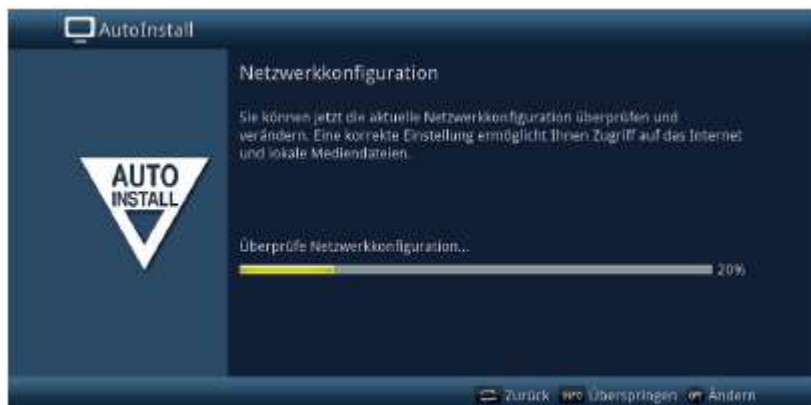 AutoInstall
Netzwerkkonfiguration
Sie können jetzt die aktuelle Netzwerkkonfiguration überprüfen und
verändern. Eine korrekte Einstellung ermöglicht Ihnen Zugriff auf das Internet
und lokale Mediendateien.
AUTO
INSTALL
Überprüfe Netzwerkkonfiguration...
20%
Zurück INFO Überspringen OK Ändern